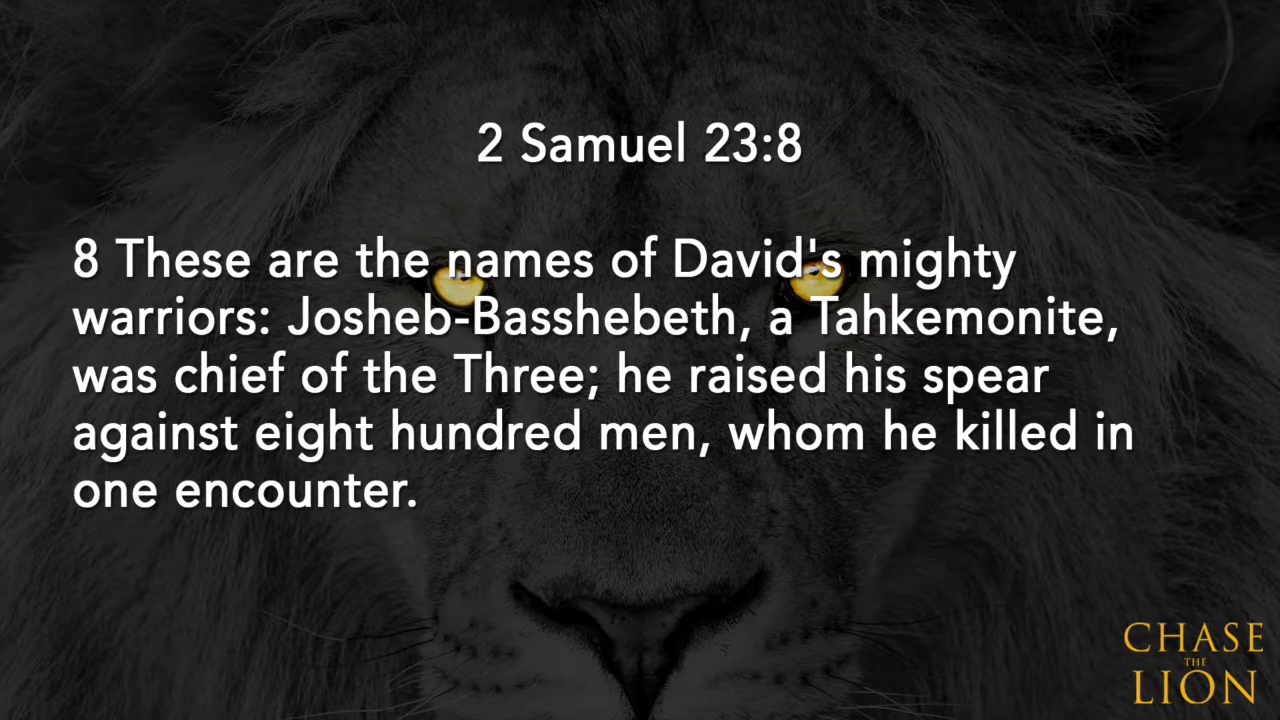 2 Samuel 23:8
8 These are the names of David's mighty
warriors: Josheb-Basshebeth, a Tahkemonite,
was chief of the Three; he raised his spear
against eight hundred men, whom he killed in
one encounter.
CHASE
THE
LION